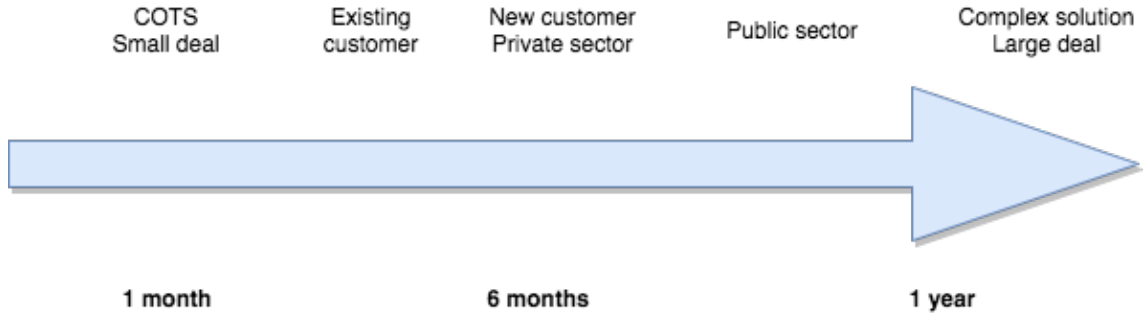 COTS
Small deal
Existing
customer
New customer
Private sector
Public sector
Complex solution
Large deal
1 month
6 months
1 year